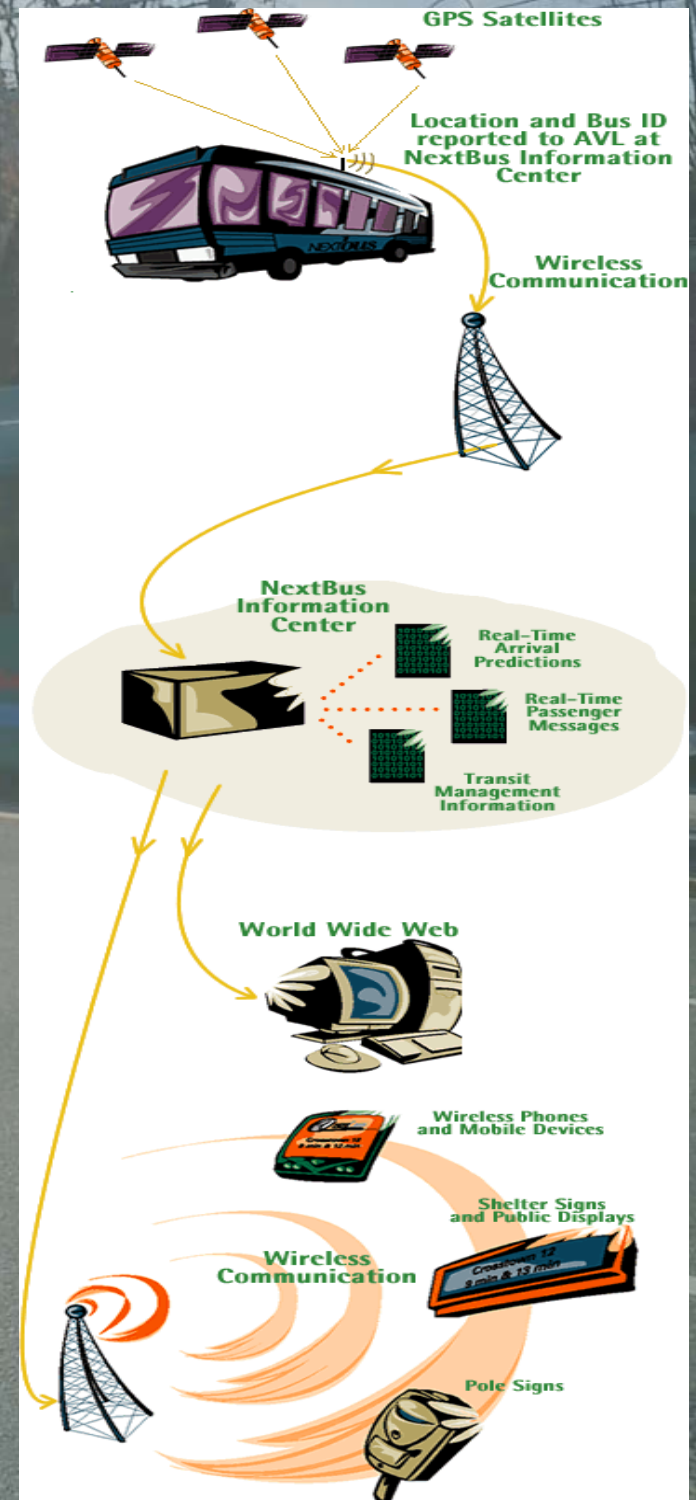 GPS Satellites
Location and Bus ID
reported to AVL at
NextBus Information
Center
NEXTBUS
Wireless
Communication
NextBus
Information
Center
Real-Time
Arrival
Predictions
Real-Time
Passenger
Messages
Transit
Management
Information
World Wide Web
Wireless Phones
and Mobile Devices
Shelter Signs
and Public Displays
Crosstown 12
9 min & 13 min
Wireless
Communication
Pole Signs